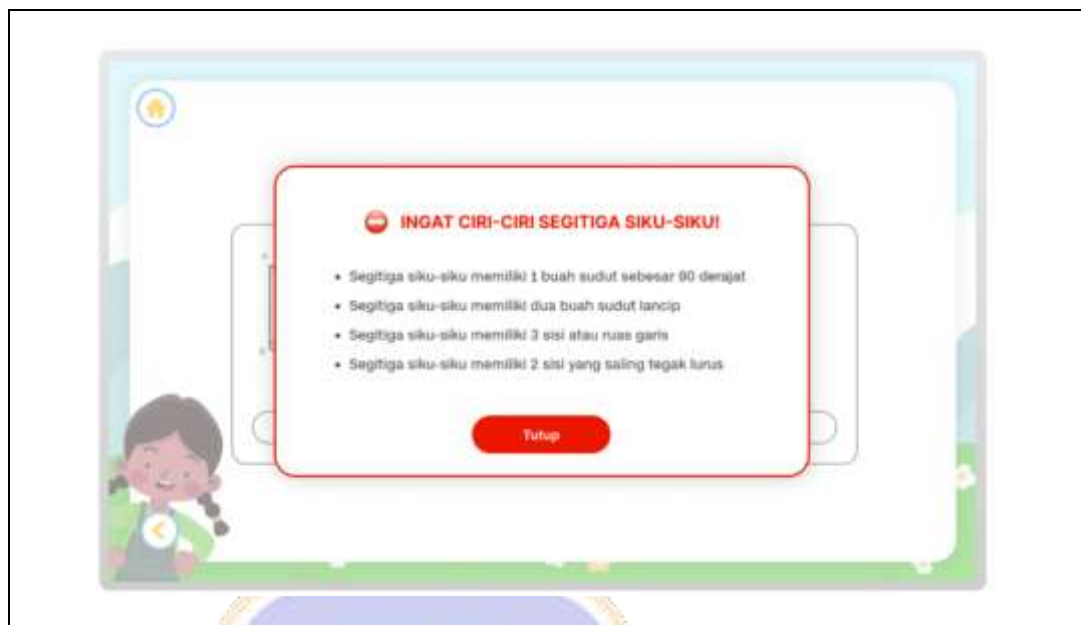 INGAT CIRI-CIRI SEGITIGA SIKU-SIKU!
• Segitiga siku-siku memiliki 1 buah sudut sebesar 90 derajat
• Segitiga siku-siku memiliki dua buah sudut lancip
• Segitiga siku-siku memiliki 3 sisi atau ruas garis
• Segitiga siku-siku memiliki 2 sisi yang saling tegak lurus
Tutup